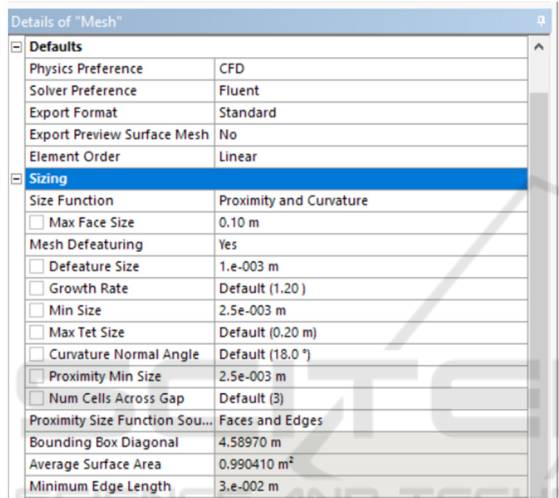 Details of "Mesh"
Defaults
Physics Preference CFD
Solver Preference Fluent
Export Format Standard
Export Preview Surface Mesh No
Element Order Linear
Sizing
Size Function Proximity and Curvature
Max Face Size 0.10 m
Mesh Defeaturing Yes
Defeature Size 1.e-003 m
Growth Rate Default (1.20 )
Min Size 2.5e-003 m
Max Tet Size Default (0.20 m)
Curvature Normal Angle Default (18.0 °)
Proximity Min Size 2.5e-003 m
Num Cells Across Gap Default (3)
Proximity Size Function Sou... Faces and Edges
Bounding Box Diagonal 4.58970 m
Average Surface Area 0.990410 m²
Minimum Edge Length 3.e-002 m